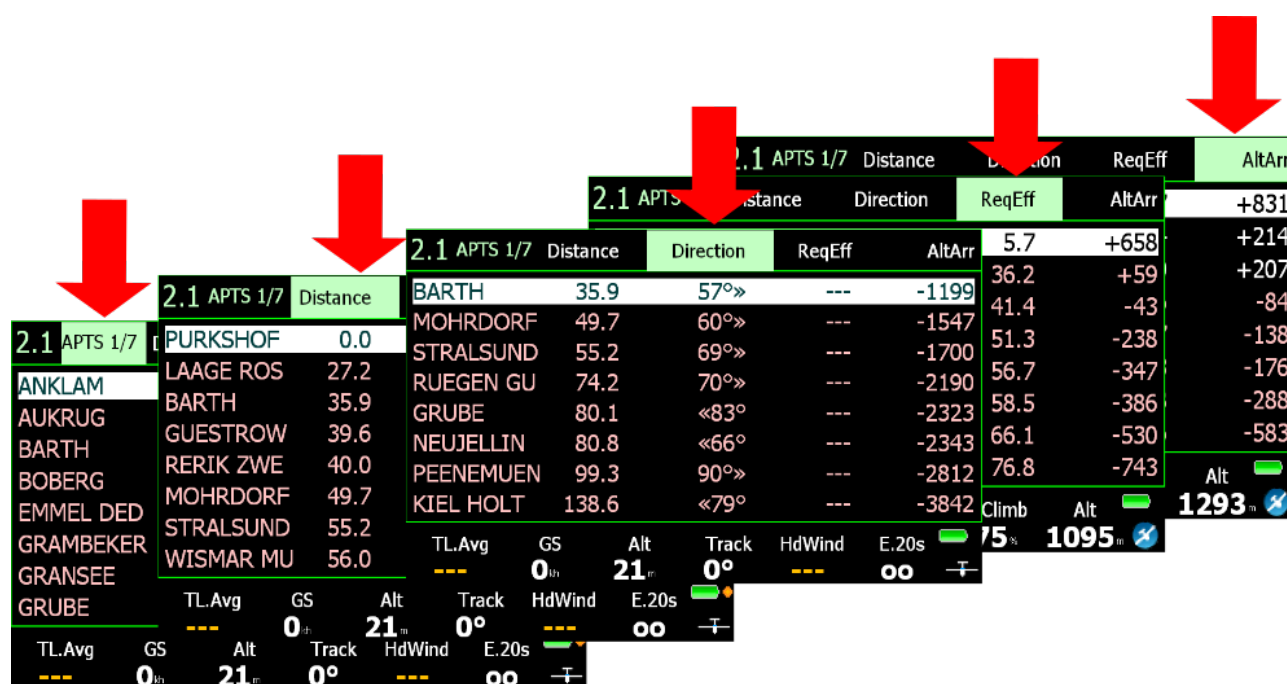 2.1 APTS 1/7 Distance ReqEff AltArr
+831
+214
+207
-84
-138
-176
-288
-583
Alt
1293 m
2.1 APTS Direction ReqEff AltArr
5.7 +658
36.2 +59
41.4 -43
51.3 -238
56.7 -347
58.5 -386
66.1 -530
76.8 -743
Climb Alt
75% 1095 m
2.1 APTS 1/7 Distance Direction ReqEff AltArr
BARTH 35.9 57°» --- -1199
MOHRDORF 49.7 60°» --- -1547
STRALSUND 55.2 69°» --- -1700
RUEGEN GU 74.2 70°» --- -2190
GRUBE 80.1 «83° --- -2323
NEUJELLIN 80.8 «66° --- -2343
PEENEMUEN 99.3 90°» --- -2812
KIEL HOLT 138.6 «79° --- -3842
TL.Avg GS Alt Track HdWind E.20s
--- 0 kh 21 m 0° --- oo
2.1 APTS 1/7 Distance
PURKSHOF 0.0
LAAGE ROS 27.2
BARTH 35.9
GUESTROW 39.6
RERIK ZWE 40.0
MOHRDORF 49.7
STRALSUND 55.2
WISMAR MU 56.0
TL.Avg GS Alt Track HdWind E.20s
--- 0 kh 21 m 0° --- oo
2.1 APTS 1/7
ANKLAM
AUKRUG
BARTH
BOBERG
EMMEL DED
GRAMBEKER
GRANSEE
GRUBE
TL.Avg GS Alt Track HdWind E.20s
--- 0 kh 21 m 0° --- oo